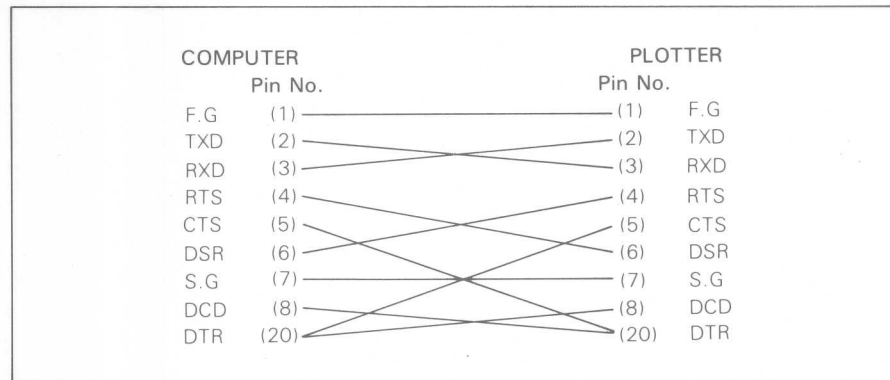 COMPUTER PLOTTER
Pin No. Pin No.
F.G (1) (1) F.G
TXD (2) (2) TXD
RXD (3) (3) RXD
RTS (4) (4) RTS
CTS (5) (5) CTS
DSR (6) (6) DSR
S.G (7) (7) S.G
DCD (8) (8) DCD
DTR (20) (20) DTR